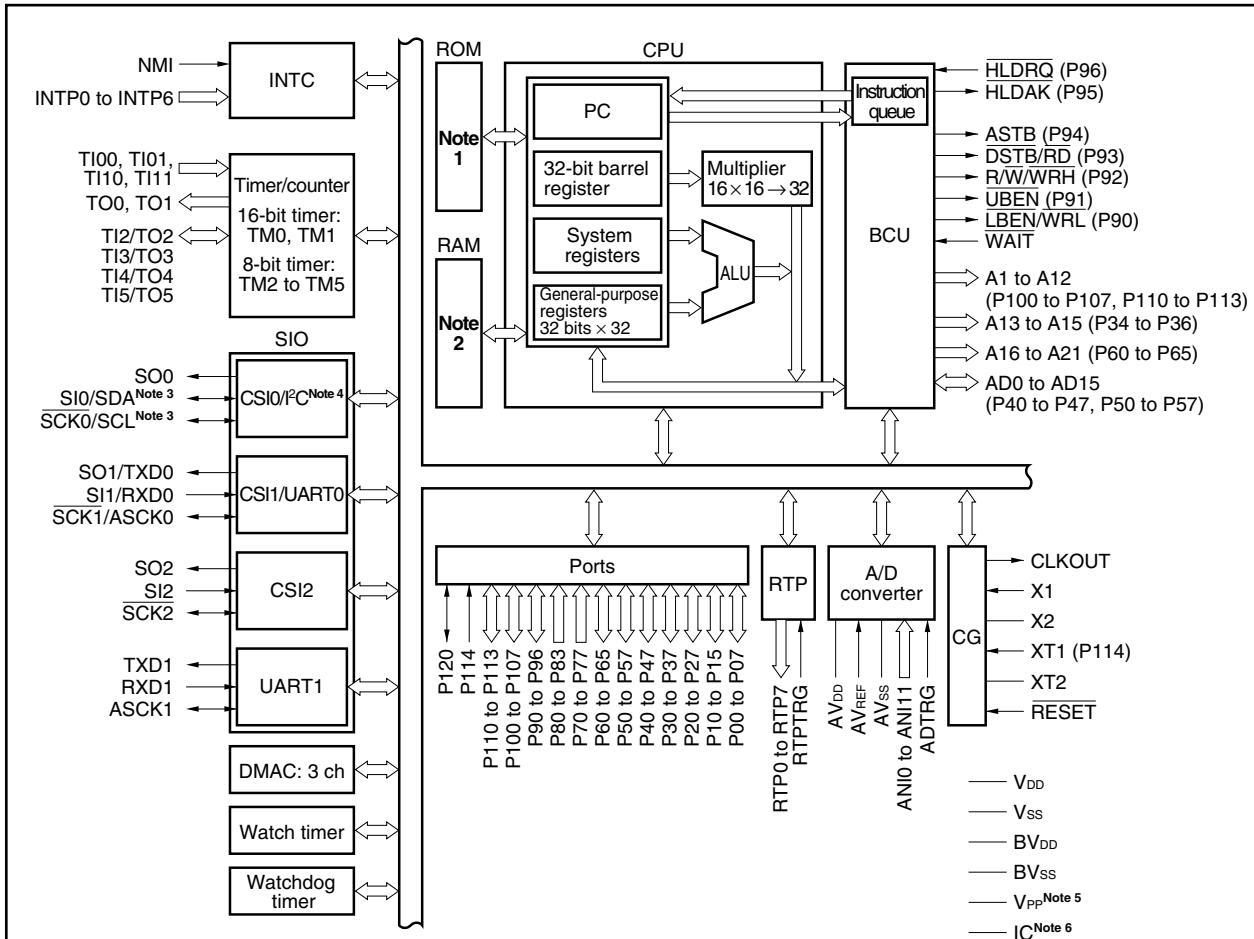 NMI
INTP0 to INTP6
INTC
TI00, TI01,
TI10, TI11
TO0, TO1
TI2/TO2
TI3/TO3
TI4/TO4
TI5/TO5
Timer/counter
16-bit timer:
TM0, TM1
8-bit timer:
TM2 to TM5
SIO
SO0
SI0/SDA Note 3
SCK0/SCL Note 3
CSI0/I²C Note 4
SO1/TXD0
SI1/RXD0
SCK1/ASCK0
CSI1/UART0
SO2
SI2
SCK2
CSI2
TXD1
RXD1
ASCK1
UART1
DMAC: 3 ch
Watch timer
Watchdog
timer
ROM
Note
1
RAM
Note
2
CPU
PC
32-bit barrel
register
Multiplier
16 × 16 → 32
System
registers
ALU
General-purpose
registers
32 bits × 32
Instruction
queue
BCU
HLDRQ (P96)
HLDAK (P95)
ASTB (P94)
DSTB/RD (P93)
R/W/WRH (P92)
UBEN (P91)
LBEN/WRL (P90)
WAIT
A1 to A12
(P100 to P107, P110 to P113)
A13 to A15 (P34 to P36)
A16 to A21 (P60 to P65)
AD0 to AD15
(P40 to P47, P50 to P57)
Ports
P120
P114
P110 to P113
P100 to P107
P90 to P96
P80 to P83
P70 to P77
P60 to P65
P50 to P57
P40 to P47
P30 to P37
P20 to P27
P10 to P15
P00 to P07
RTP
RTP0 to RTP7
RTPTRG
A/D
converter
AVDD
AVREF
AVSS
ANI0 to ANI11
ADTRG
CG
CLKOUT
X1
X2
XT1 (P114)
XT2
RESET
VDD
VSS
BVDD
BVSS
VPP Note 5
IC Note 6